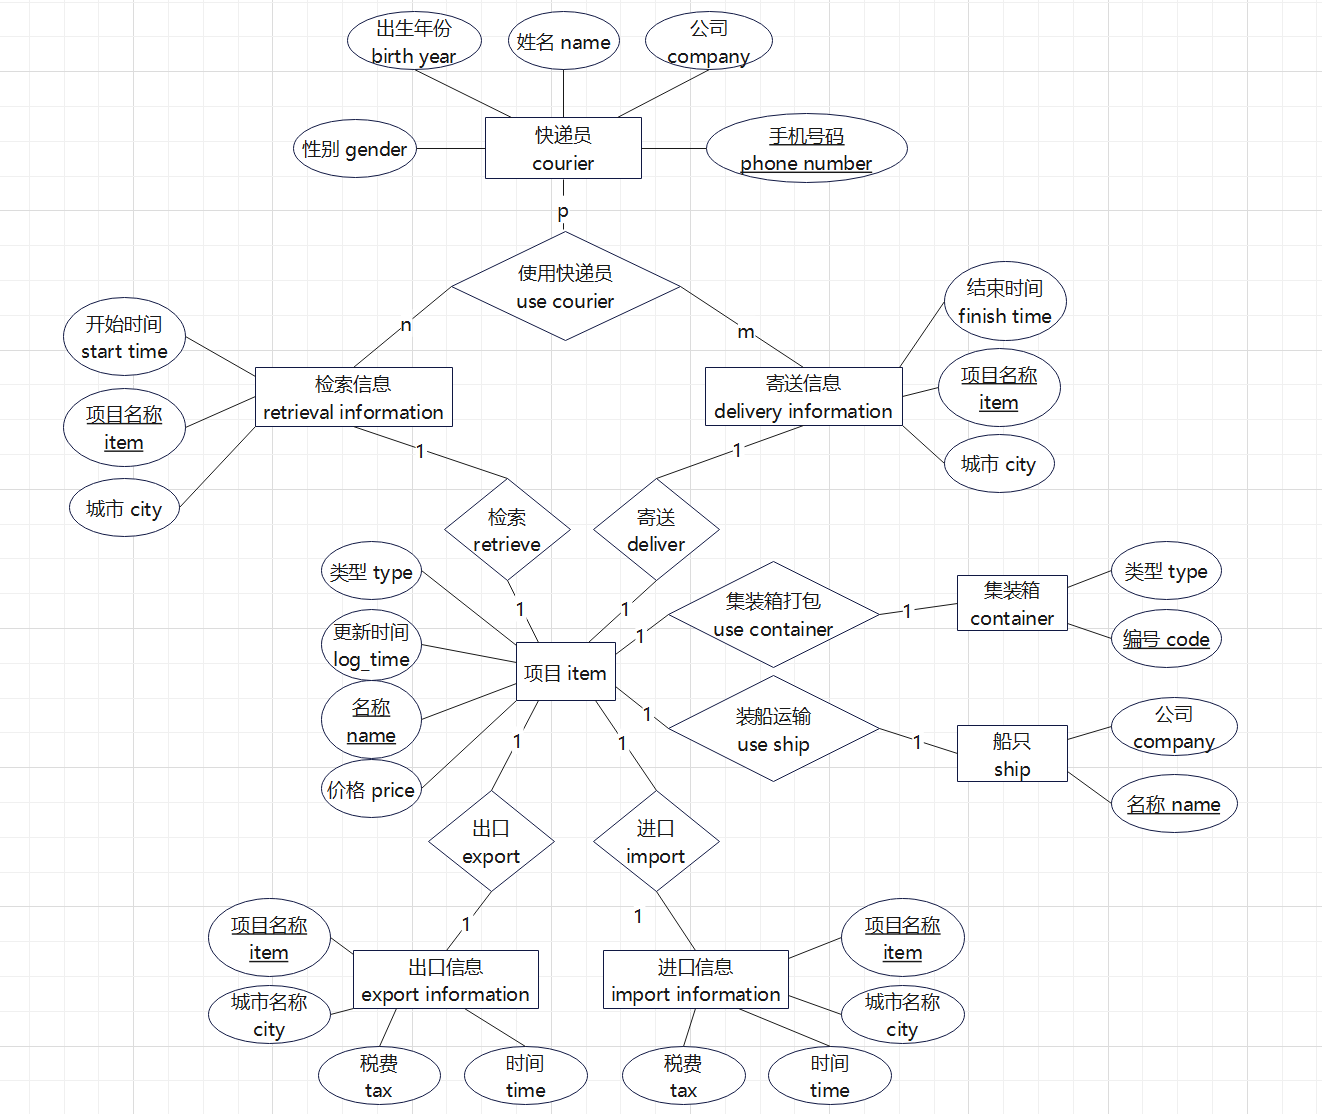 出生年份
birth year
姓名 name
公司
company
性别 gender
快递员
courier
手机号码
phone number
p
使用快递员
use courier
n
m
开始时间
start time
项目名称
item
城市 city
检索信息
retrieval information
寄送信息
delivery information
结束时间
finish time
项目名称
item
城市 city
1
1
检索
retrieve
寄送
deliver
1
1
类型 type
更新时间
log_time
名称
name
价格 price
项目 item
1
集装箱打包
use container
1
集装箱
container
类型 type
编号 code
1
装船运输
use ship
1
船只
ship
公司
company
名称 name
1
1
出口
export
进口
import
1
1
项目名称
item
城市名称
city
出口信息
export information
税费
tax
时间
time
进口信息
import information
项目名称
item
城市名称
city
税费
tax
时间
time